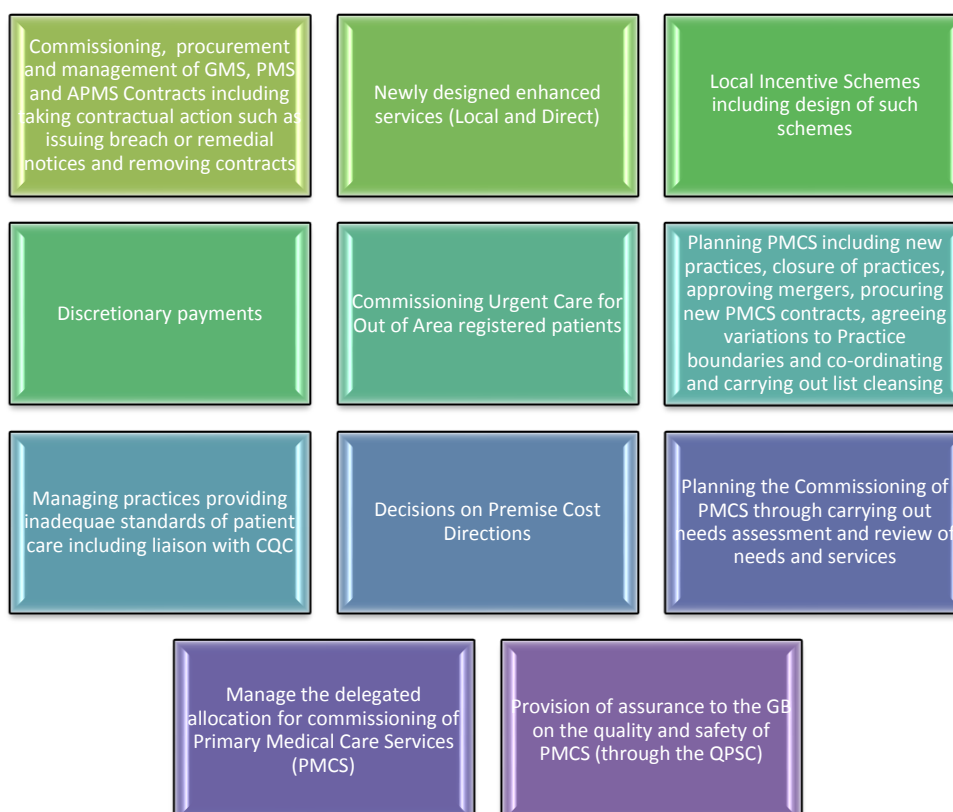 Commissioning, procurement
and management of GMS, PMS
and APMS Contracts including
taking contractual action such as
issuing breach or remedial
notices and removing contracts
Newly designed enhanced
services (Local and Direct)
Local Incentive Schemes
including design of such
schemes
Discretionary payments
Commissioning Urgent Care for
Out of Area registered patients
Planning PMCS including new
practices, closure of practices,
approving mergers, procuring
new PMCS contracts, agreeing
variations to Practice
boundaries and co-ordinating
and carrying out list cleansing
Managing practices providing
inadequae standards of patient
care including liaison with CQC
Decisions on Premise Cost
Directions
Planning the Commissioning of
PMCS through carrying out
needs assessment and review of
needs and services
Manage the delegated
allocation for commissioning of
Primary Medical Care Services
(PMCS)
Provision of assurance to the GB
on the quality and safety of
PMCS (through the QPSC)